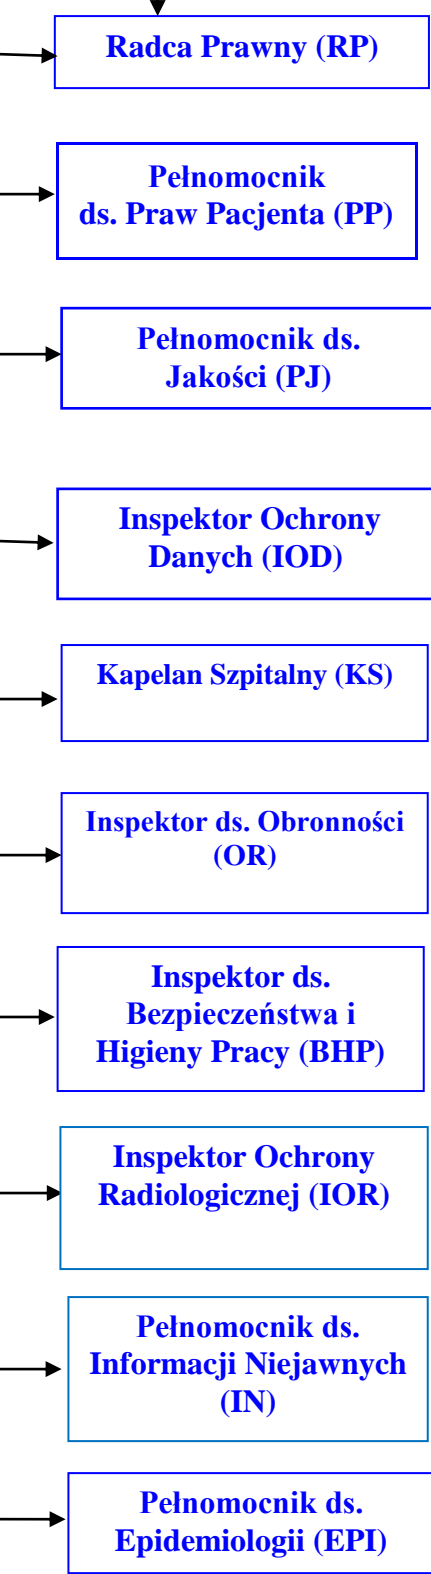 Radca Prawny (RP)
Pełnomocnik
ds. Praw Pacjenta (PP)
Pełnomocnik ds.
Jakości (PJ)
Inspektor Ochrony
Danych (IOD)
Kapelan Szpitalny (KS)
Inspektor ds. Obronności
(OR)
Inspektor ds.
Bezpieczeństwa i
Higieny Pracy (BHP)
Inspektor Ochrony
Radiologicznej (IOR)
Pełnomocnik ds.
Informacji Niejawnych
(IN)
Pełnomocnik ds.
Epidemiologii (EPI)